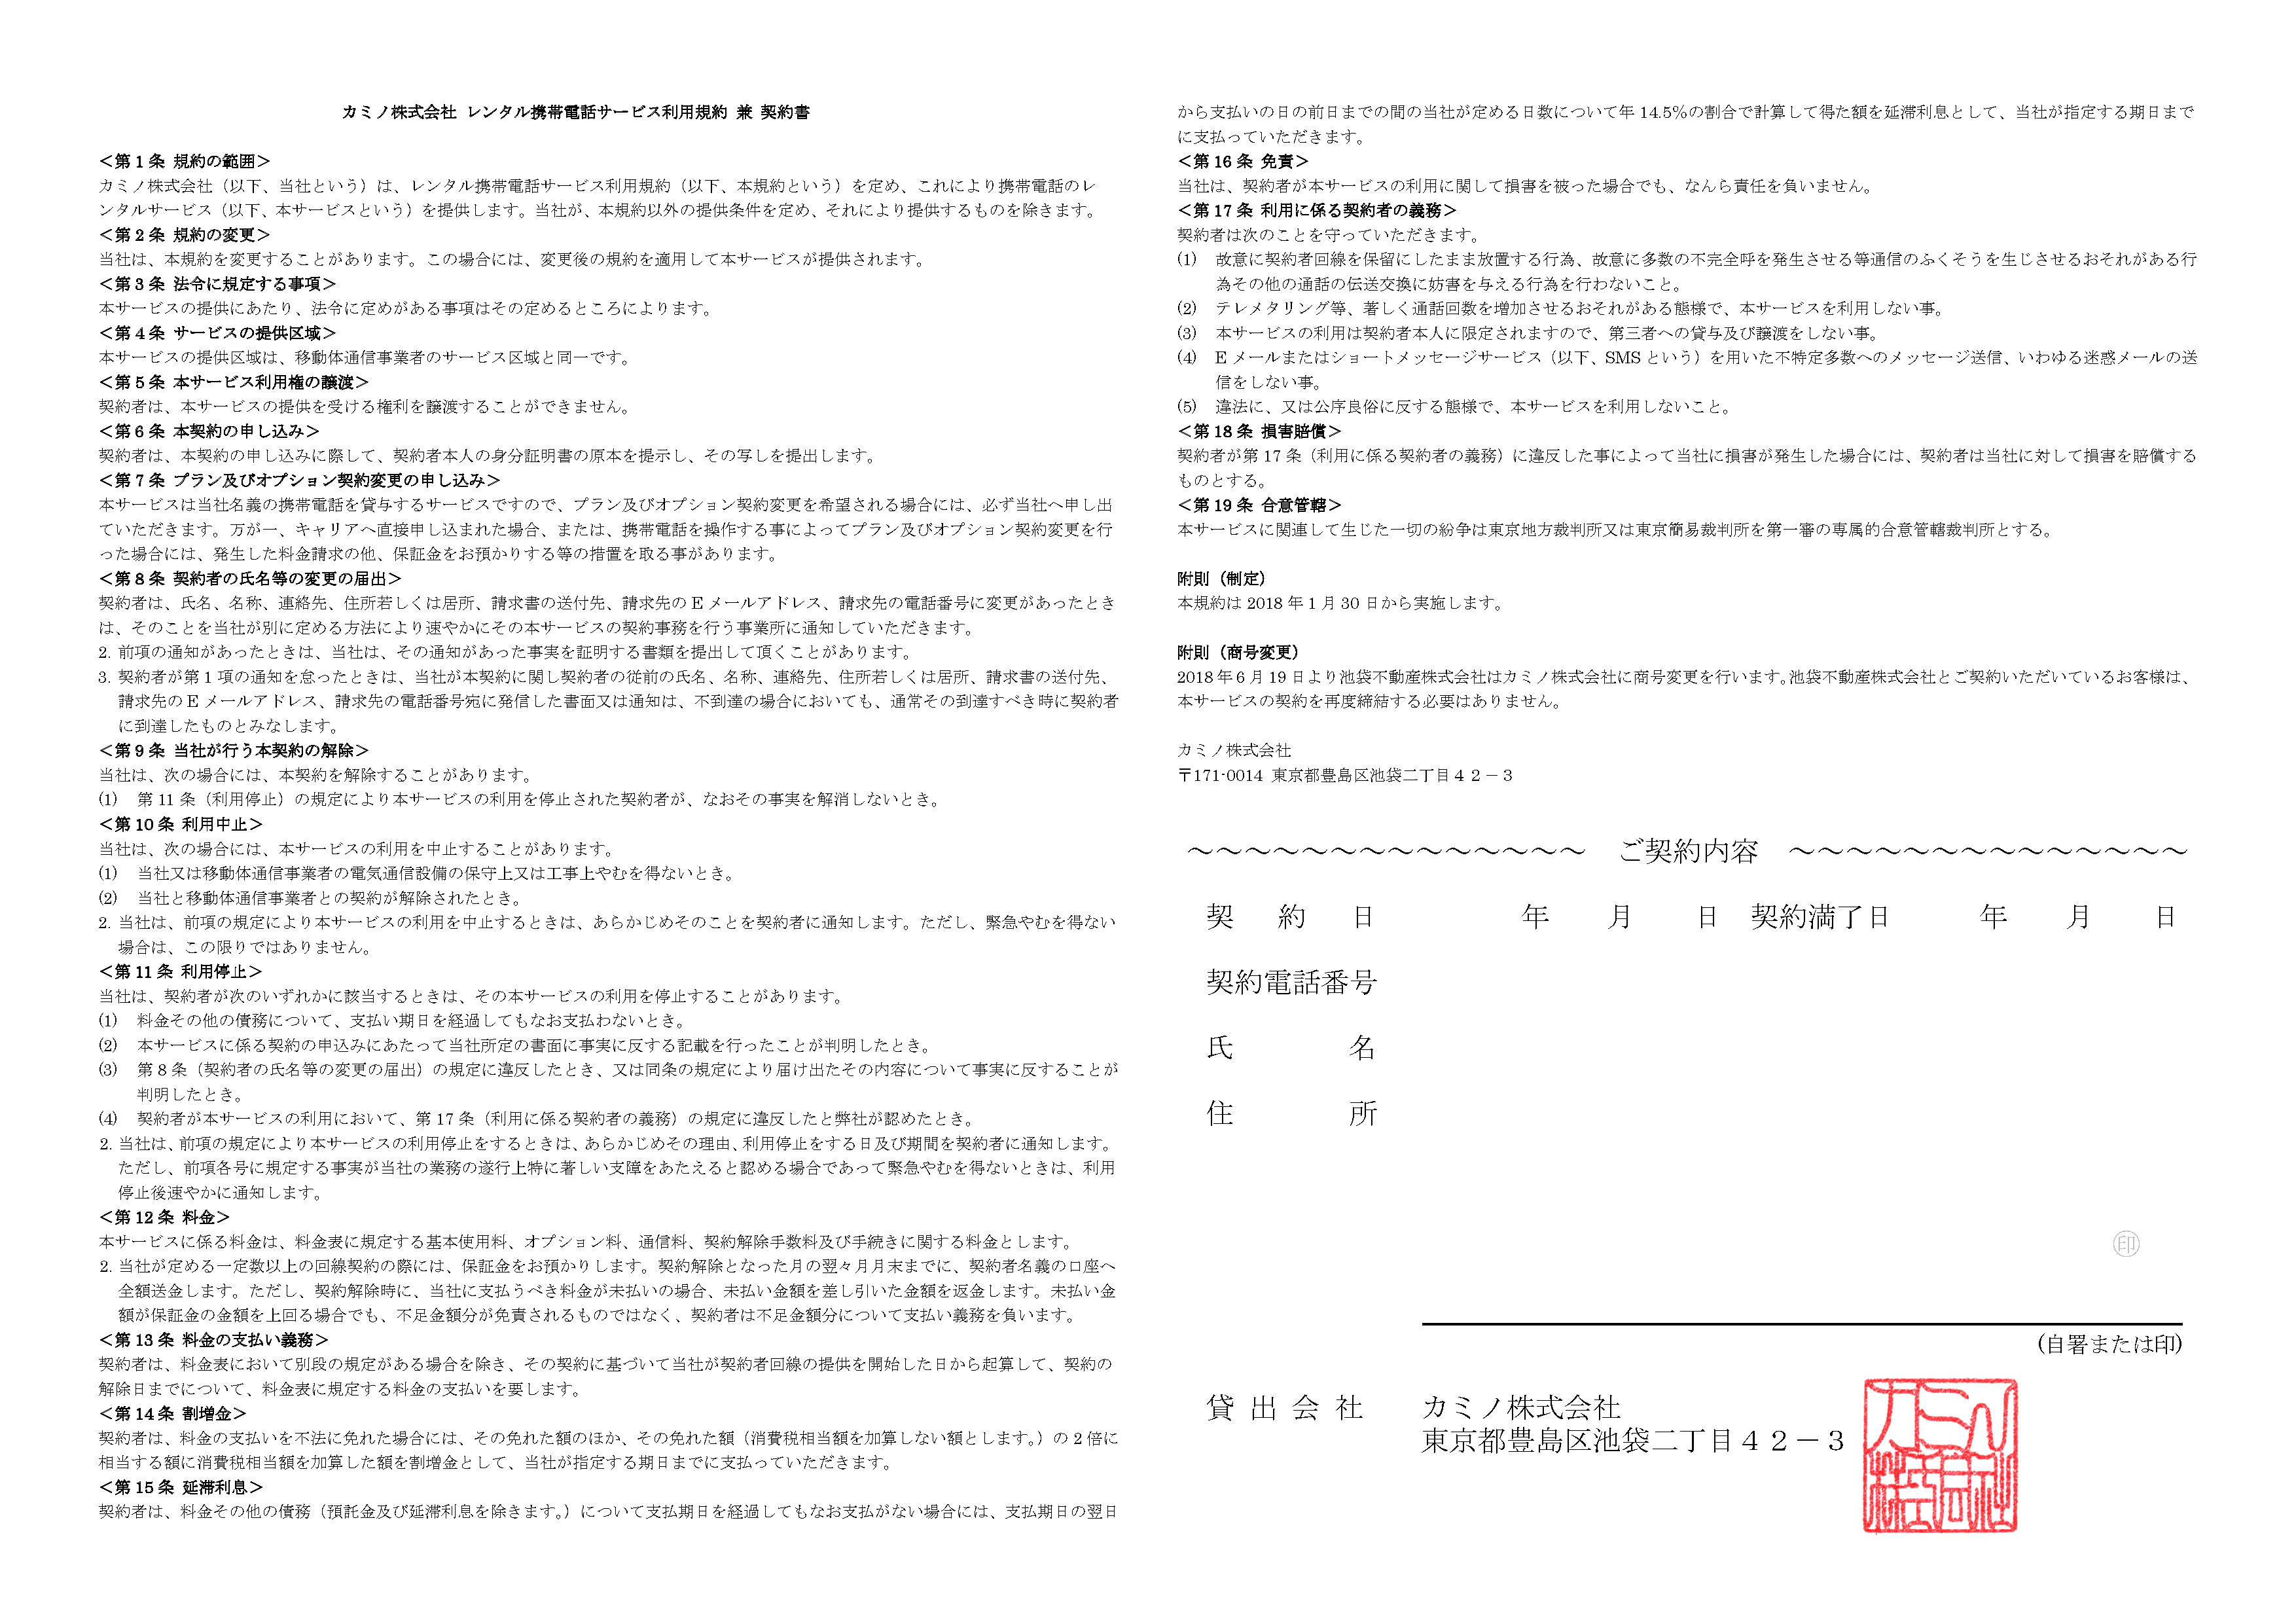 カミノ株式会社 レンタル携帯電話サービス利用規約 兼 契約書
＜第 1 条 規約の範囲＞
カミノ株式会社（以下、当社という）は、レンタル携帯電話サービス利用規約（以下、本規約という）を定め、これにより携帯電話のレ
ンタルサービス（以下、本サービスという）を提供します。当社が、本規約以外の提供条件を定め、それにより提供するものを除きます。
＜第 2 条 規約の変更＞
当社は、本規約を変更することがあります。この場合には、変更後の規約を適用して本サービスが提供されます。
＜第 3 条 法令に規定する事項＞
本サービスの提供にあたり、法令に定めがある事項はその定めるところによります。
＜第 4 条 サービスの提供区域＞
本サービスの提供区域は、移動体通信事業者のサービス区域と同一です。
＜第 5 条 本サービス利用権の譲渡＞
契約者は、本サービスの提供を受ける権利を譲渡することができません。
＜第 6 条 本契約の申し込み＞
契約者は、本契約の申し込みに際して、契約者本人の身分証明書の原本を提示し、その写しを提出します。
＜第 7 条 プラン及びオプション契約変更の申し込み＞
本サービスは当社名義の携帯電話を貸与するサービスですので、プラン及びオプション契約変更を希望される場合には、必ず当社へ申し出
ていただきます。万が一、キャリアへ直接申し込まれた場合、または、携帯電話を操作する事によってプラン及びオプション契約変更を行
った場合には、発生した料金請求の他、保証金をお預かりする等の措置を取る事があります。
＜第 8 条 契約者の氏名等の変更の届出＞
契約者は、氏名、名称、連絡先、住所若しくは居所、請求書の送付先、請求先の E メールアドレス、請求先の電話番号に変更があったとき
は、そのことを当社が別に定める方法により速やかにその本サービスの契約事務を行う事業所に通知していただきます。
2. 前項の通知があったときは、当社は、その通知があった事実を証明する書類を提出して頂くことがあります。
3. 契約者が第 1 項の通知を怠ったときは、当社が本契約に関し契約者の従前の氏名、名称、連絡先、住所若しくは居所、請求書の送付先、
請求先の E メールアドレス、請求先の電話番号宛に発信した書面又は通知は、不到達の場合においても、通常その到達すべき時に契約者
に到達したものとみなします。
＜第 9 条 当社が行う本契約の解除＞
当社は、次の場合には、本契約を解除することがあります。
(1) 第 11 条（利用停止）の規定により本サービスの利用を停止された契約者が、なおその事実を解消しないとき。
＜第 10 条 利用中止＞
当社は、次の場合には、本サービスの利用を中止することがあります。
(1) 当社又は移動体通信事業者の電気通信設備の保守上又は工事上やむを得ないとき。
(2) 当社と移動体通信事業者との契約が解除されたとき。
2. 当社は、前項の規定により本サービスの利用を中止するときは、あらかじめそのことを契約者に通知します。ただし、緊急やむを得ない
場合は、この限りではありません。
＜第 11 条 利用停止＞
当社は、契約者が次のいずれかに該当するときは、その本サービスの利用を停止することがあります。
(1) 料金その他の債務について、支払い期日を経過してもなお支払わないとき。
(2) 本サービスに係る契約の申込みにあたって当社所定の書面に事実に反する記載を行ったことが判明したとき。
(3) 第 8 条（契約者の氏名等の変更の届出）の規定に違反したとき、又は同条の規定により届け出たその内容について事実に反することが
判明したとき。
(4) 契約者が本サービスの利用において、第 17 条（利用に係る契約者の義務）の規定に違反したと弊社が認めたとき。
2. 当社は、前項の規定により本サービスの利用停止をするときは、あらかじめその理由、利用停止をする日及び期間を契約者に通知します。
ただし、前項各号に規定する事実が当社の業務の遂行上特に著しい支障をあたえると認める場合であって緊急やむを得ないときは、利用
停止後速やかに通知します。
＜第 12 条 料金＞
本サービスに係る料金は、料金表に規定する基本使用料、オプション料、通信料、契約解除手数料及び手続きに関する料金とします。
2. 当社が定める一定数以上の回線契約の際には、保証金をお預かりします。契約解除となった月の翌々月月末までに、契約者名義の口座へ
全額送金します。ただし、契約解除時に、当社に支払うべき料金が未払いの場合、未払い金額を差し引いた金額を返金します。未払い金
額が保証金の金額を上回る場合でも、不足金額分が免責されるものではなく、契約者は不足金額分について支払い義務を負います。
＜第 13 条 料金の支払い義務＞
契約者は、料金表において別段の規定がある場合を除き、その契約に基づいて当社が契約者回線の提供を開始した日から起算して、契約の
解除日までについて、料金表に規定する料金の支払いを要します。
＜第 14 条 割増金＞
契約者は、料金の支払いを不法に免れた場合には、その免れた額のほか、その免れた額（消費税相当額を加算しない額とします。）の 2 倍に
相当する額に消費税相当額を加算した額を割増金として、当社が指定する期日までに支払っていただきます。
＜第 15 条 延滞利息＞
契約者は、料金その他の債務（預託金及び延滞利息を除きます。）について支払期日を経過してもなお支払がない場合には、支払期日の翌日
から支払いの日の前日までの間の当社が定める日数について年 14.5%の割合で計算して得た額を延滞利息として、当社が指定する期日まで
に支払っていただきます。
＜第 16 条 免責＞
当社は、契約者が本サービスの利用に関して損害を被った場合でも、なんら責任を負いません。
＜第 17 条 利用に係る契約者の義務＞
契約者は次のことを守っていただきます。
(1) 故意に契約者回線を保留にしたまま放置する行為、故意に多数の不完全呼を発生させる等通信のふくそうを生じさせるおそれがある行
為その他の通話の伝送交換に妨害を与える行為を行わないこと。
(2) テレメタリング等、著しく通話回数を増加させるおそれがある態様で、本サービスを利用しない事。
(3) 本サービスの利用は契約者本人に限定されますので、第三者への貸与及び譲渡をしない事。
(4) E メールまたはショートメッセージサービス（以下、SMS という）を用いた不特定多数へのメッセージ送信、いわゆる迷惑メールの送
信をしない事。
(5) 違法に、又は公序良俗に反する態様で、本サービスを利用しないこと。
＜第 18 条 損害賠償＞
契約者が第 17 条（利用に係る契約者の義務）に違反した事によって当社に損害が発生した場合には、契約者は当社に対して損害を賠償する
ものとする。
＜第 19 条 合意管轄＞
本サービスに関連して生じた一切の紛争は東京地方裁判所又は東京簡易裁判所を第一審の専属的合意管轄裁判所とする。
附則（制定）
本規約は 2018 年 1 月 30 日から実施します。
附則（商号変更）
2018 年 6 月 19 日より池袋不動産株式会社はカミノ株式会社に商号変更を行います。池袋不動産株式会社とご契約いただいているお客様は、
本サービスの契約を再度締結する必要はありません。
カミノ株式会社
〒171-0014 東京都豊島区池袋二丁目４２－３
～～～～～～～～～～～～～～ ご契約内容 ～～～～～～～～～～～～～～
契 約 日 年 月 日 契約満了日 年 月 日
契約電話番号
氏 名
住 所
㊞
(自署または印)
貸 出 会 社 カミノ株式会社
東京都豊島区池袋二丁目４２－３
カミノ
株式会社